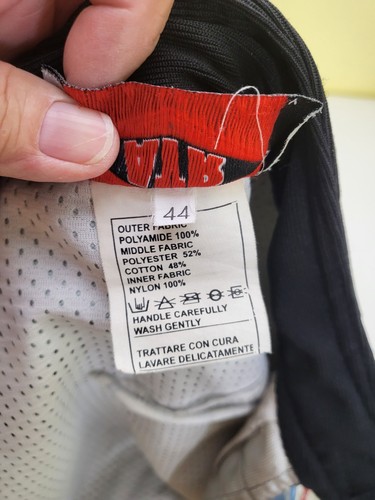 44
OUTER FABRIC
POLYAMIDE 100%
MIDDLE FABRIC
POLYESTER 52%
COTTON 48%
INNER FABRIC
NYLON 100%
HANDLE CAREFULLY
WASH GENTLY
TRATTARE CON CURA
LAVARE DELICATAMENTE